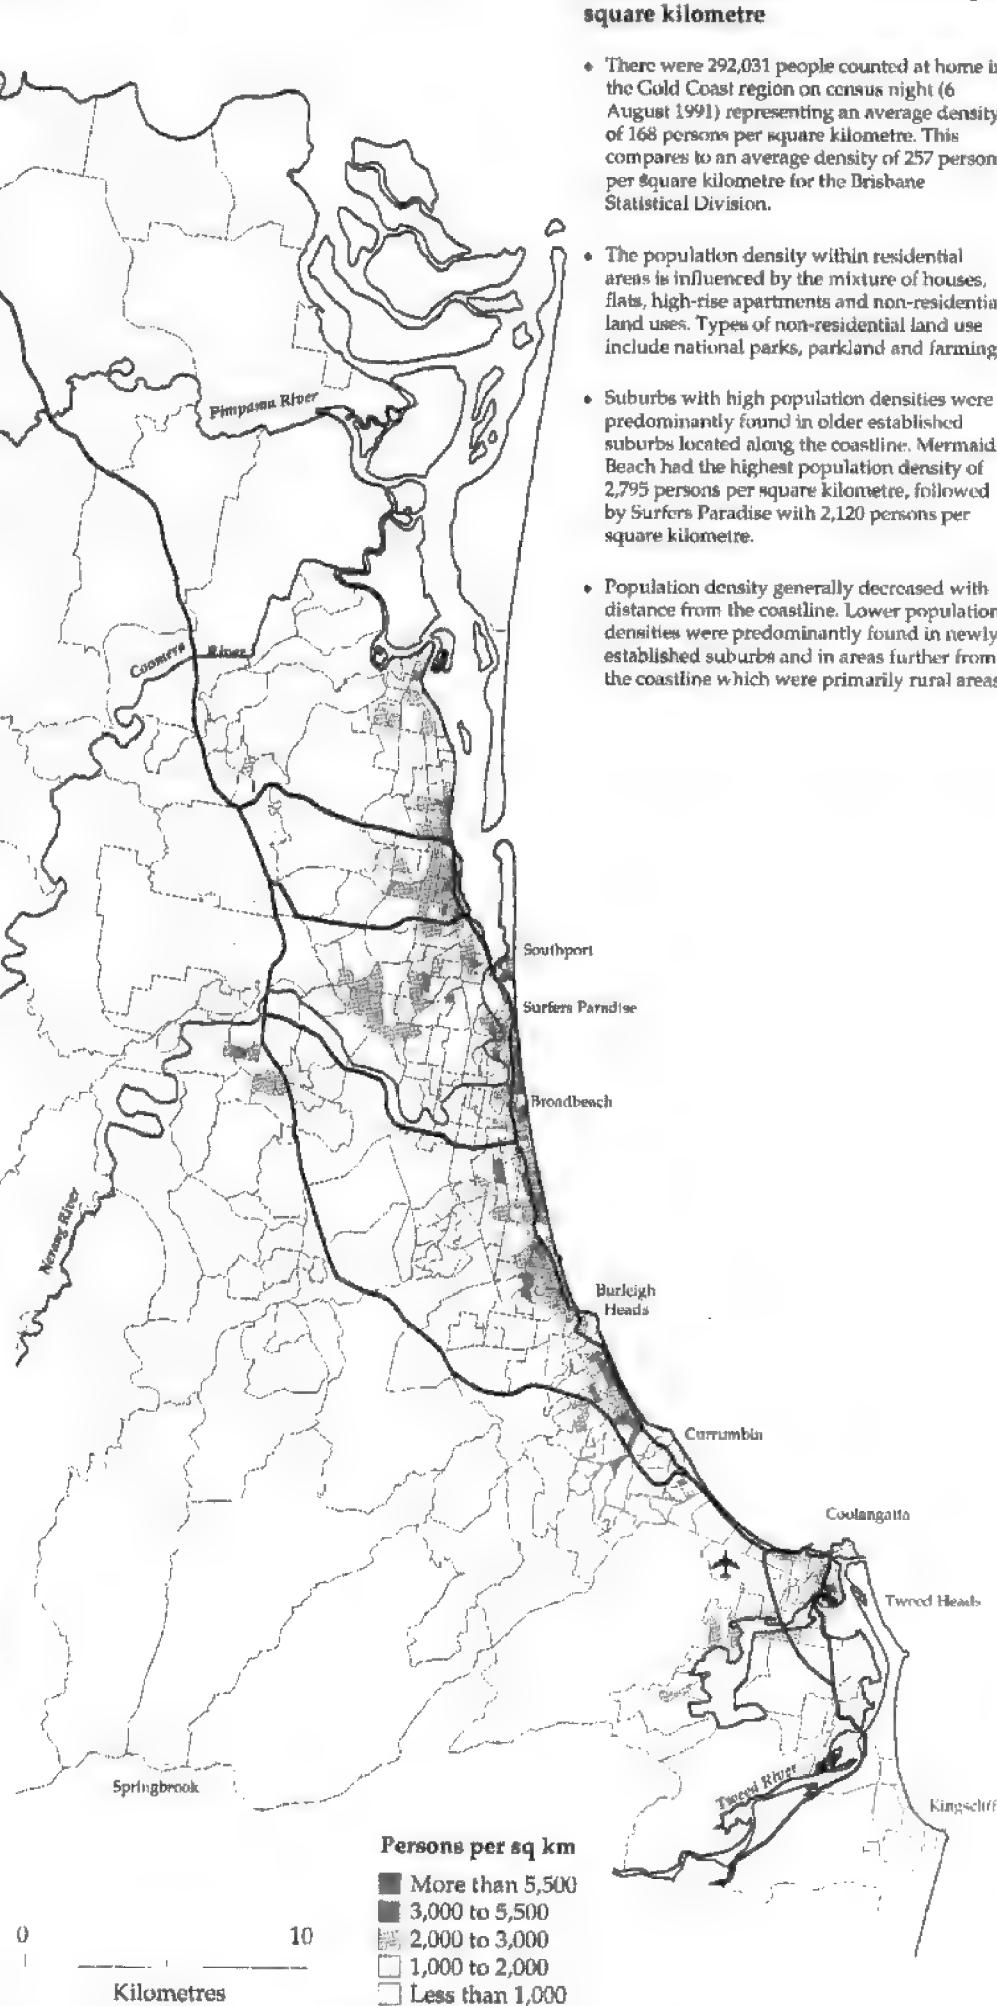 square kilometre
• There were 292,031 people counted at home in
the Gold Coast region on census night (6
August 1991) representing an average density
of 168 persons per square kilometre. This
compares to an average density of 257 person
per square kilometre for the Brisbane
Statistical Division.
• The population density within residential
areas is influenced by the mixture of houses,
flats, high-rise apartments and non-residentia
land uses. Types of non-residential land use
include national parks, parkland and farming
• Suburbs with high population densities were
predominantly found in older established
suburbs located along the coastline. Mermaid
Beach had the highest population density of
2,795 persons per square kilometre, followed
by Surfers Paradise with 2,120 persons per
square kilometre.
• Population density generally decreased with
distance from the coastline. Lower population
densities were predominantly found in newly
established suburbs and in areas further from
the coastline which were primarily rural areas
Pimpama River
Coomera River
Southport
Surfers Paradise
Broadbeach
Nerang River
Burleigh
Heads
Currumbin
Coolangatta
Tweed Heads
Springbrook
Tweed River
Kingscliff
Persons per sq km
More than 5,500
3,000 to 5,500
2,000 to 3,000
1,000 to 2,000
Less than 1,000
0 10
Kilometres